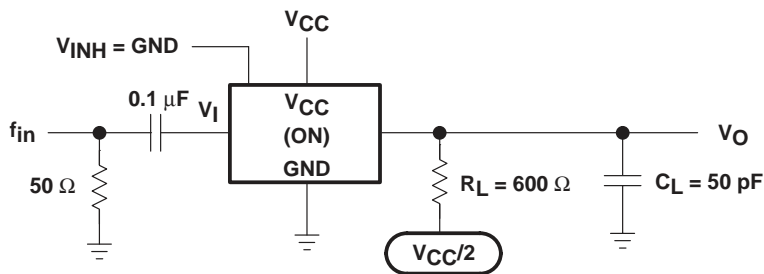 VCC
VINH = GND
0.1 μF
VI
VCC
(ON)
GND
fin
50 Ω
VO
RL = 600 Ω
CL = 50 pF
VCC/2